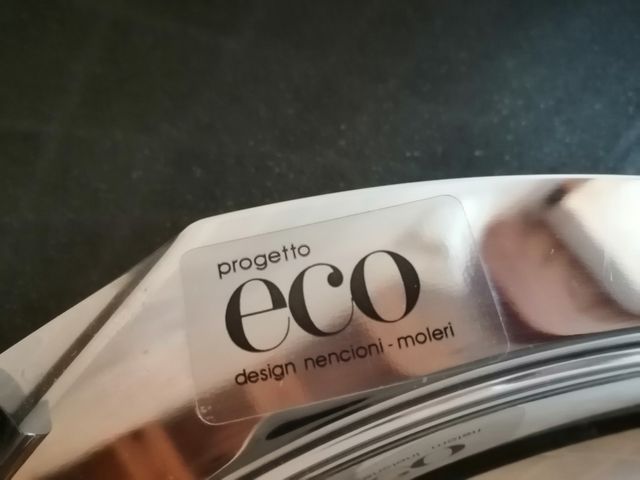 progetto
eco
design nencioni - moleri